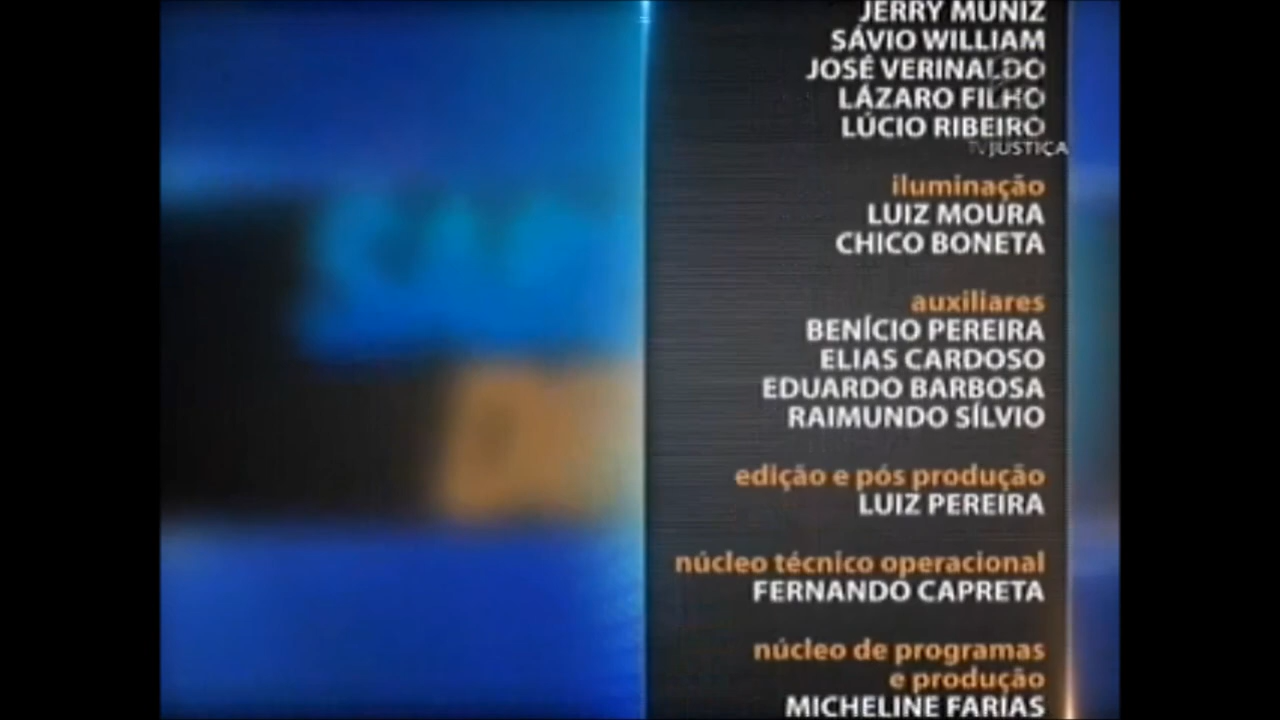 JERRY MUNIZ
SÁVIO WILLIAM
JOSÉ VERINALDO
LÁZARO FILHO
LÚCIO RIBEIRO
TV JUSTIÇA
iluminação
LUIZ MOURA
CHICO BONETA
auxiliares
BENÍCIO PEREIRA
ELIAS CARDOSO
EDUARDO BARBOSA
RAIMUNDO SÍLVIO
edição e pós produção
LUIZ PEREIRA
núcleo técnico operacional
FERNANDO CAPRETA
núcleo de programas
e produção
MICHELINE FARIAS